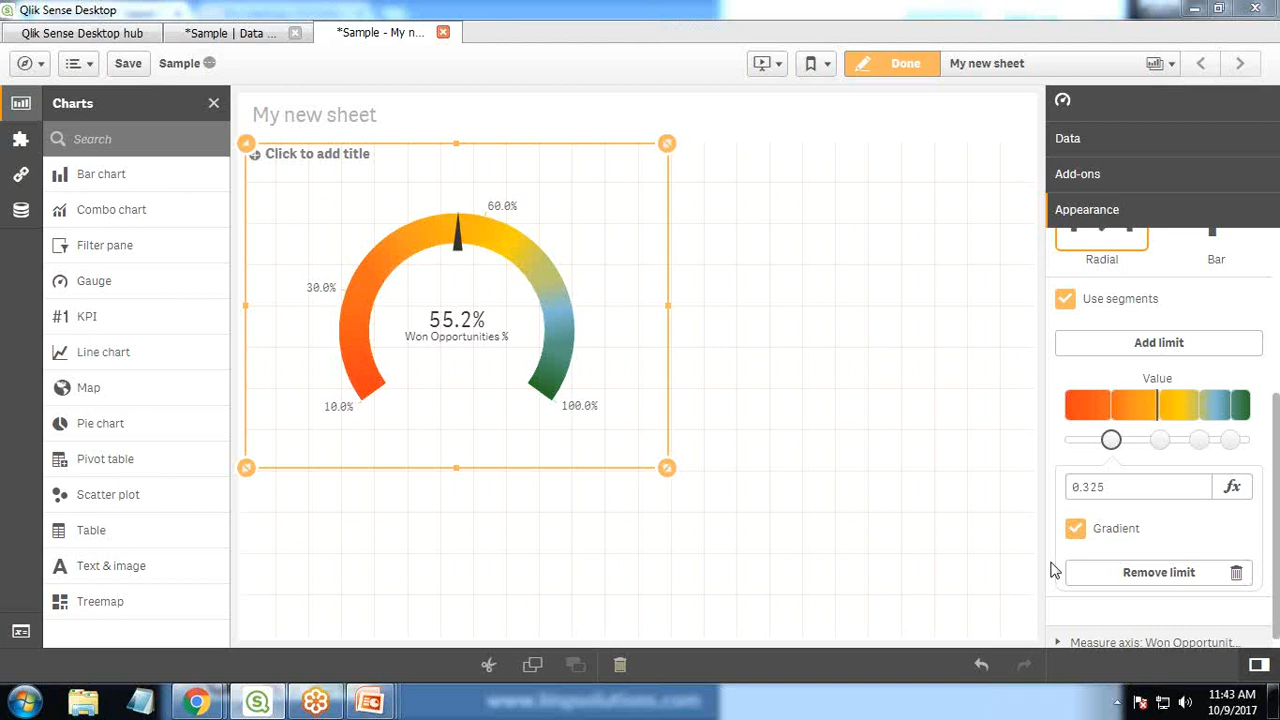 Qlik Sense Desktop
Qlik Sense Desktop hub
*Sample | Data ...
*Sample - My n...
Save
Sample
Done
My new sheet
Charts
Search
Bar chart
Combo chart
Filter pane
Gauge
#1 KPI
Line chart
Map
Pie chart
Pivot table
Scatter plot
Table
A Text & image
Treemap
My new sheet
Click to add title
60.0%
30.0%
55.2%
Won Opportunities %
10.0%
100.0%
Data
Add-ons
Appearance
Radial
Bar
Use segments
Add limit
Value
0.325
fx
Gradient
Remove limit
Measure axis: Won Opportunit...
11:43 AM
10/9/2017